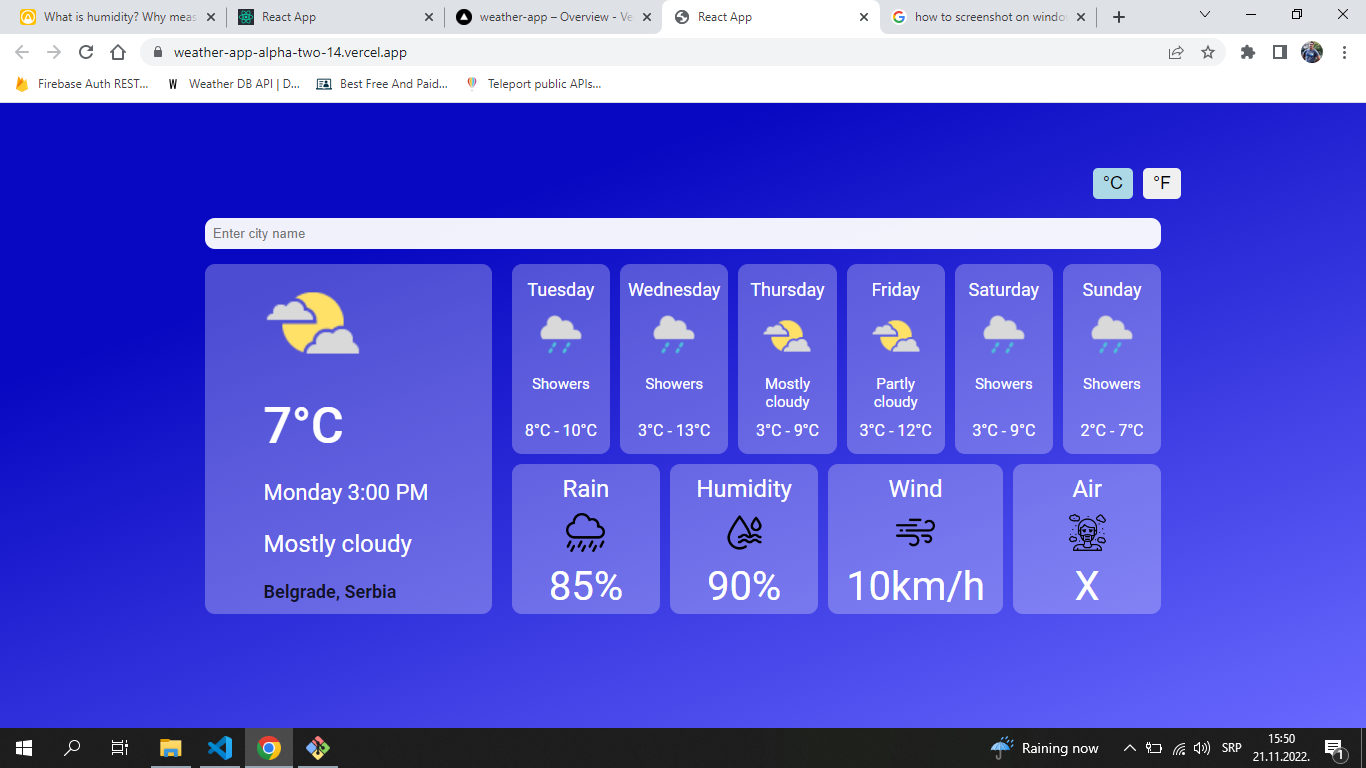 What is humidity? Why meas
React App
weather-app – Overview - Ve
React App
how to screenshot on windo
weather-app-alpha-two-14.vercel.app
Firebase Auth REST...
Weather DB API | D...
Best Free And Paid...
Teleport public APIs...
°C
°F
Enter city name
7°C
Monday 3:00 PM
Mostly cloudy
Belgrade, Serbia
Tuesday
Showers
8°C - 10°C
Wednesday
Showers
3°C - 13°C
Thursday
Mostly
cloudy
3°C - 9°C
Friday
Partly
cloudy
3°C - 12°C
Saturday
Showers
3°C - 9°C
Sunday
Showers
2°C - 7°C
Rain
85%
Humidity
90%
Wind
10km/h
Air
X
Raining now
SRP
15:50
21.11.2022.
1